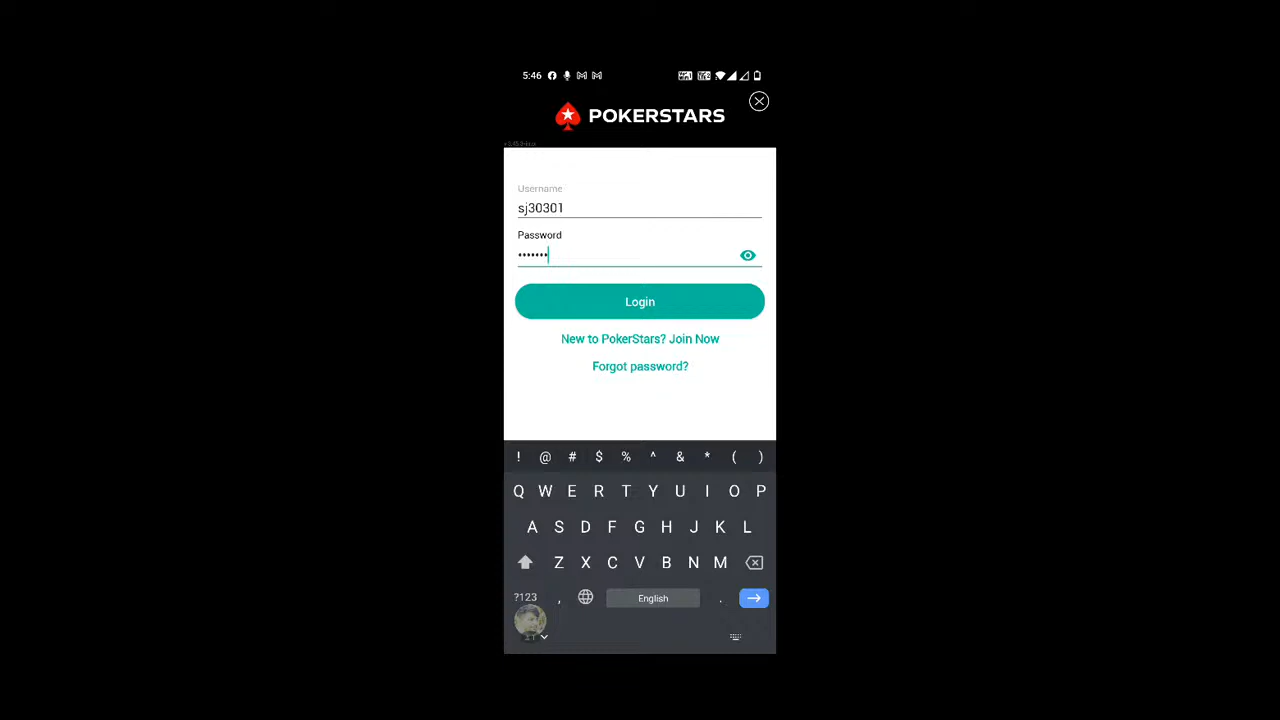 5:46
POKERSTARS
Username
sj30301
Password
•••••••
Login
New to PokerStars? Join Now
Forgot password?
! @ # $ % ^ & * ( )
Q W E R T Y U I O P
A S D F G H J K L
Z X C V B N M
?123 , English .